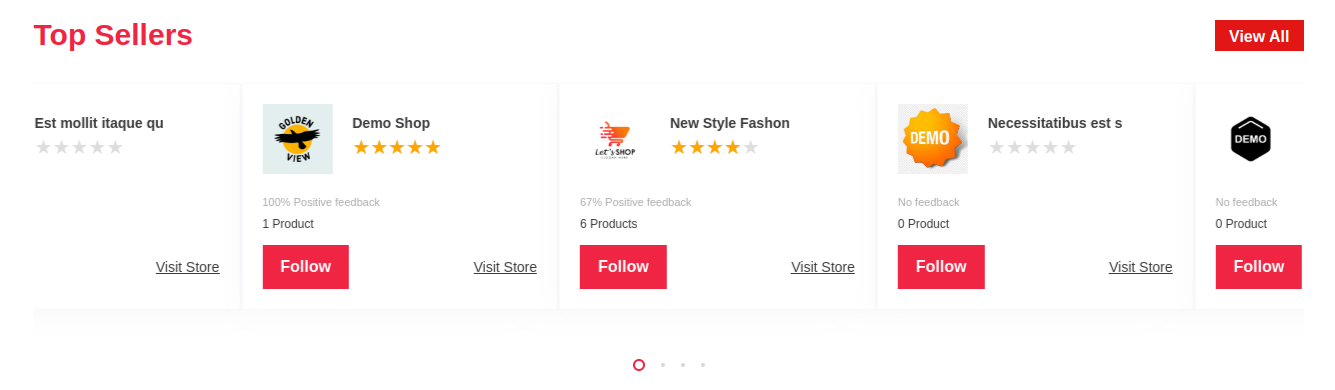 Top Sellers
View All
Est mollit itaque qu
Visit Store
GOLDEN
VIEW
Demo Shop
100% Positive feedback
1 Product
Follow
Visit Store
Let's SHOP
New Style Fashon
67% Positive feedback
6 Products
Follow
Visit Store
DEMO
Necessitatibus est s
No feedback
0 Product
Follow
Visit Store
DEMO
No feedback
0 Product
Follow